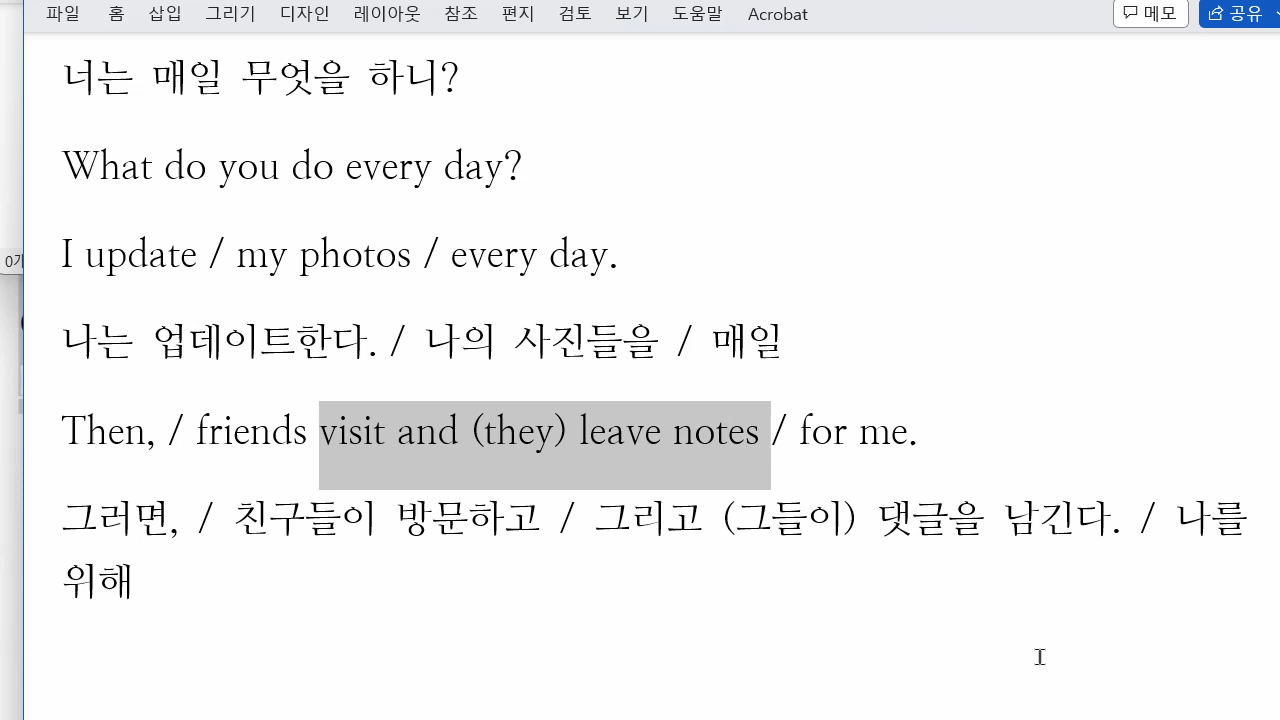 파일 홈 삽입 그리기 디자인 레이아웃 참조 편지 검토 보기 도움말 Acrobat 메모 공유
너는 매일 무엇을 하니?
What do you do every day?
I update / my photos / every day.
나는 업데이트한다. / 나의 사진들을 / 매일
Then, / friends visit and (they) leave notes / for me.
그러면, / 친구들이 방문하고 / 그리고 (그들이) 댓글을 남긴다. / 나를
위해